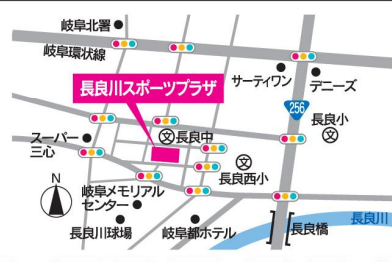 岐阜北署
岐阜環状線
サーティワン
デニーズ
長良川スポーツプラザ
256
長良小
文
スーパー
三心
文長良中
文
長良西小
N
岐阜メモリアル
センター
長良川球場
岐阜都ホテル
長良橋
長良川